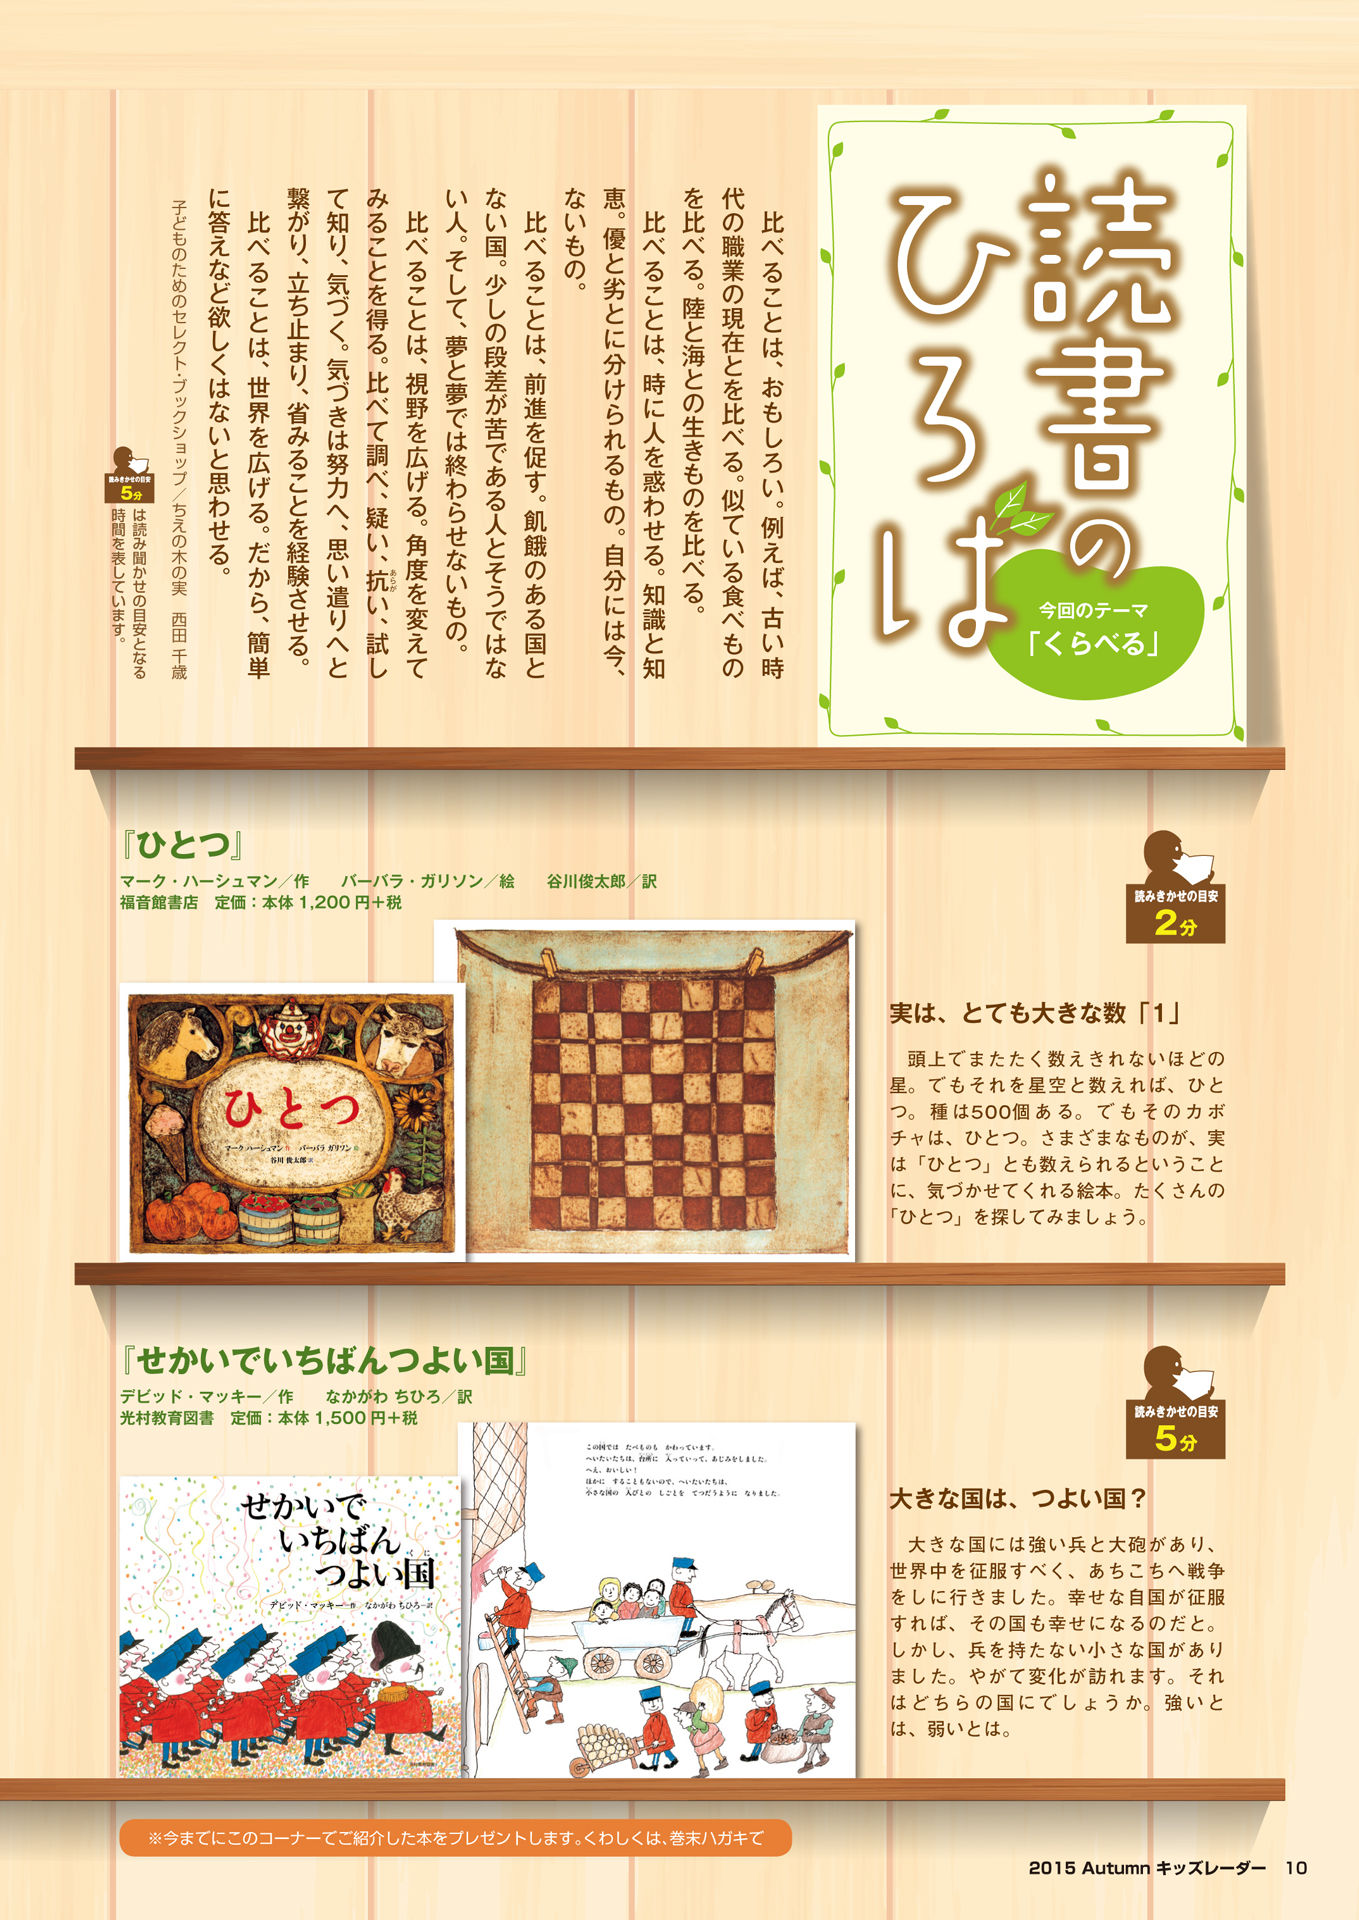 読書の
ひろば
今回のテーマ
「くらべる」
比べることは、おもしろい。例えば、古い時
代の職業の現在とを比べる。似ている食べもの
を比べる。陸と海との生きものを比べる。
比べることは、時に人を惑わせる。知識と知
恵。優と劣とに分けられるもの。自分には今、
ないもの。
比べることは、前進を促す。飢餓のある国と
ない国。少しの段差が苦である人とそうではな
い人。そして、夢と夢では終わらせないもの。
比べることは、視野を広げる。角度を変えて
みることを得る。比べて調べ、疑い、抗い、試し
あらが
て知り、気づく。気づきは努力へ、思い遣りへと
繋がり、立ち止まり、省みることを経験させる。
比べることは、世界を広げる。だから、簡単
に答えなど欲しくはないと思わせる。
子どものためのセレクト・ブックショップ/ちえの木の実 西田 千歳
読みきかせの目安
5分
は読み聞かせの目安となる
時間を表しています。
『ひとつ』
マーク・ハーシュマン/作 バーバラ・ガリソン/絵 谷川俊太郎/訳
福音館書店 定価:本体 1,200 円+税
読みきかせの目安
2分
ひとつ
マーク ハーシュマン 作 バーバラ ガリソン 絵
谷川 俊太郎 訳
実は、とても大きな数「1」
頭上でまたたく数えきれないほどの
星。でもそれを星空と数えれば、ひと
つ。種は500個ある。でもそのカボ
チャは、ひとつ。さまざまなものが、実
は「ひとつ」とも数えられるということ
に、気づかせてくれる絵本。たくさんの
「ひとつ」を探してみましょう。
『せかいでいちばんつよい国』
デビッド・マッキー/作 なかがわ ちひろ/訳
光村教育図書 定価:本体 1,500 円+税
読みきかせの目安
5分
せかいで
いちばん
つよい国
くに
デビッド・マッキー 作 なかがわ ちひろ 訳
光村教育図書
この国では たべものも かわっています。
へいたいたちは、台所に 入っていって、あじみをしました。
へえ、おいしい!
ほかに することもないので、へいたいたちは、
小さな国の 人びとの しごとを てつだうように なりました。
大きな国は、つよい国?
大きな国には強い兵と大砲があり、
世界中を征服すべく、あちこちへ戦争
をしに行きました。幸せな自国が征服
すれば、その国も幸せになるのだと。
しかし、兵を持たない小さな国があり
ました。やがて変化が訪れます。それ
はどちらの国にでしょうか。強いと
は、弱いとは。
※今までにこのコーナーでご紹介した本をプレゼントします。くわしくは、巻末ハガキで
2015 Autumn キッズレーダー 10